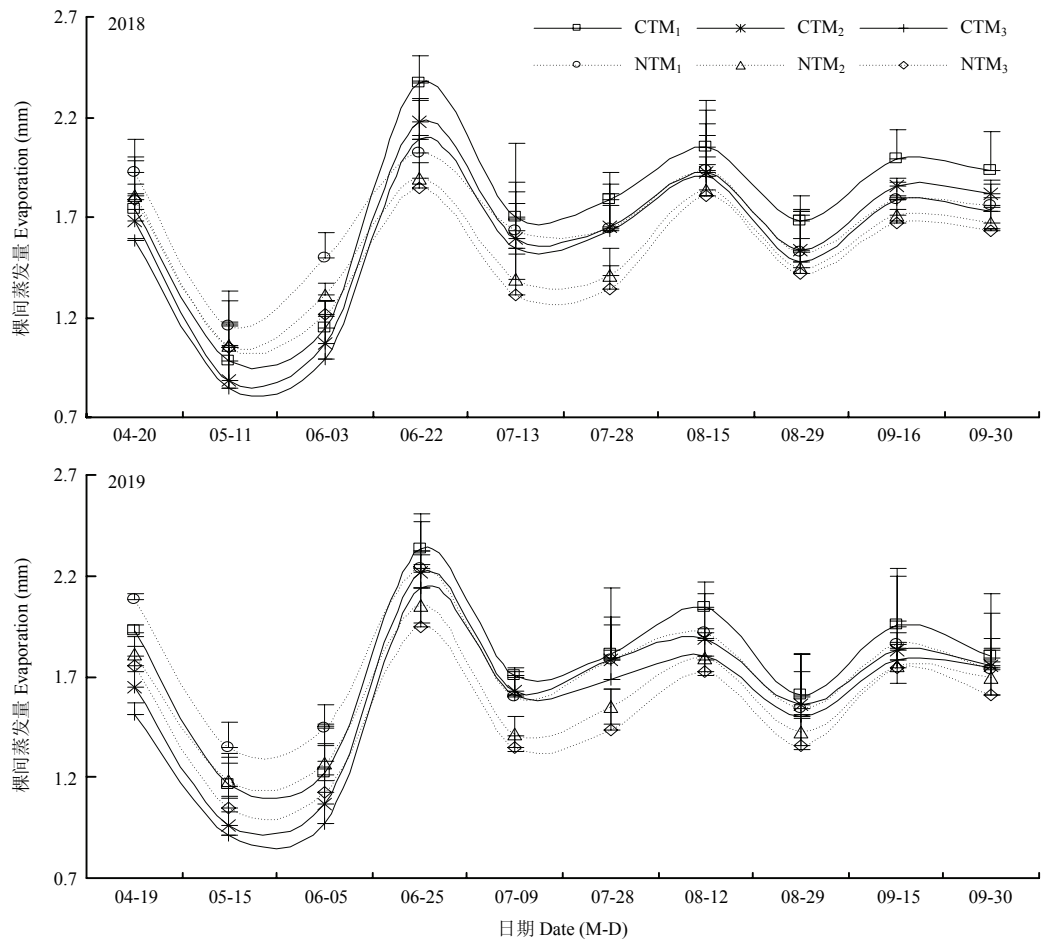 2.7
2018
CTM₁
CTM₂
CTM₃
NTM₁
NTM₂
NTM₃
2.2
1.7
1.2
0.7
棵间蒸发量 Evaporation (mm)
04-20 05-11 06-03 06-22 07-13 07-28 08-15 08-29 09-16 09-30
2.7
2019
2.2
1.7
1.2
0.7
棵间蒸发量 Evaporation (mm)
04-19 05-15 06-05 06-25 07-09 07-28 08-12 08-29 09-15 09-30
日期 Date (M-D)